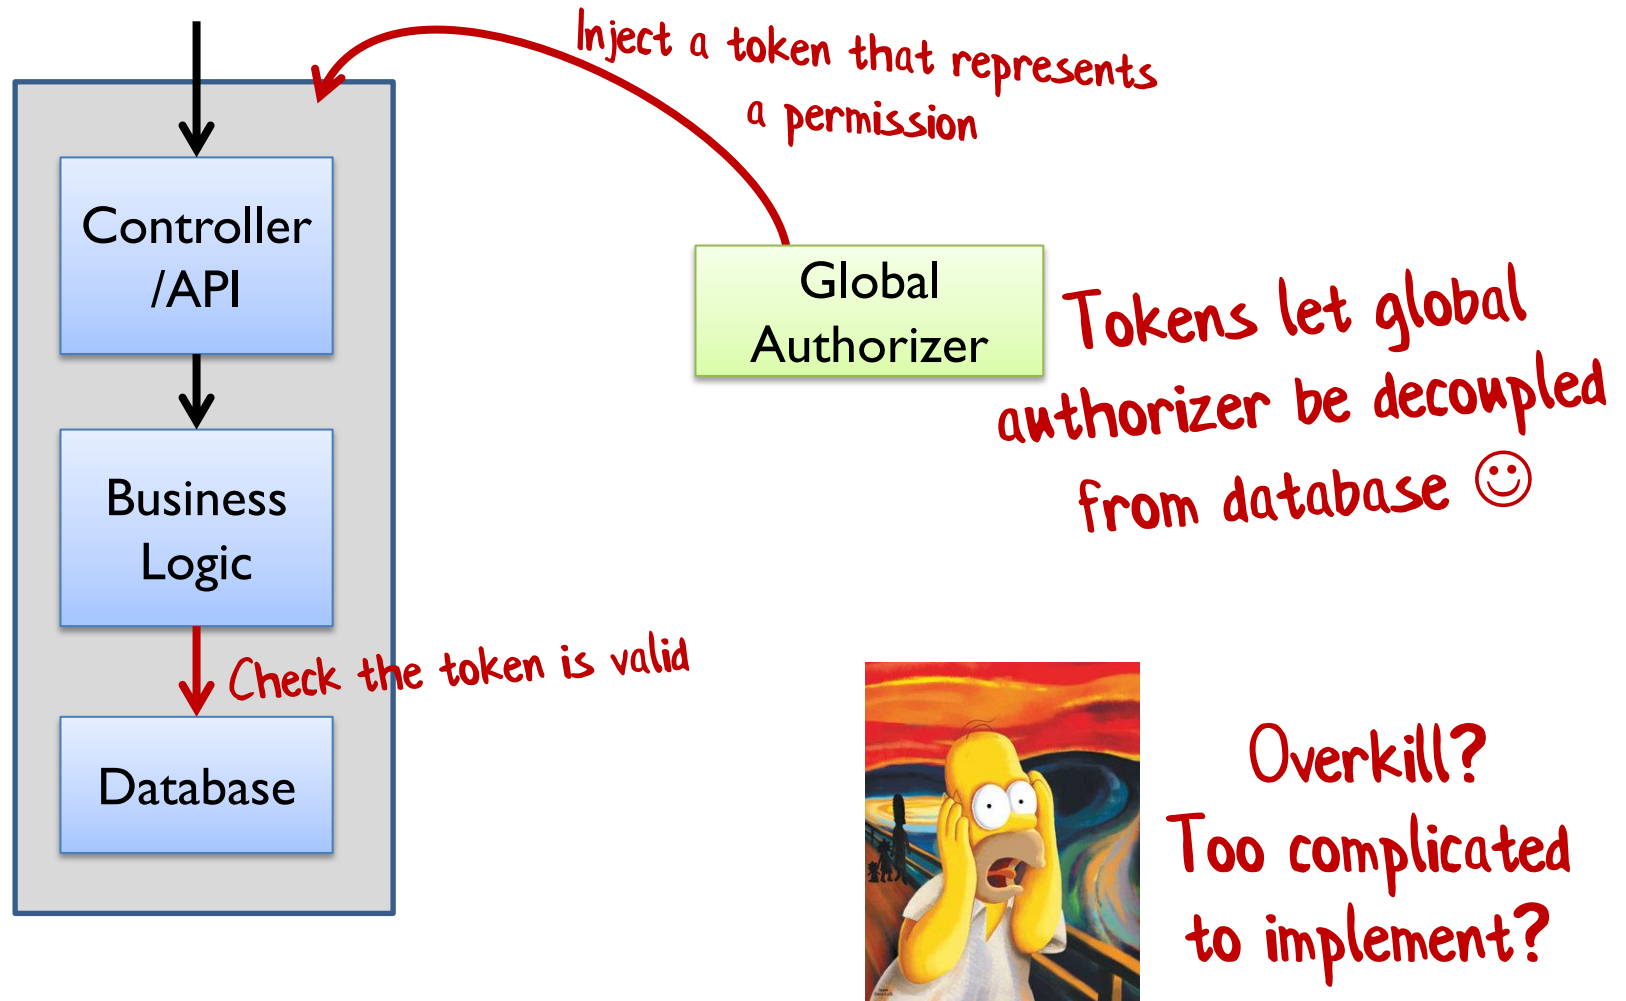 Inject a token that represents
a permission
Controller
/API
Global
Authorizer
Tokens let global
authorizer be decoupled
from database ☺
Business
Logic
Check the token is valid
Database
Overkill?
Too complicated
to implement?